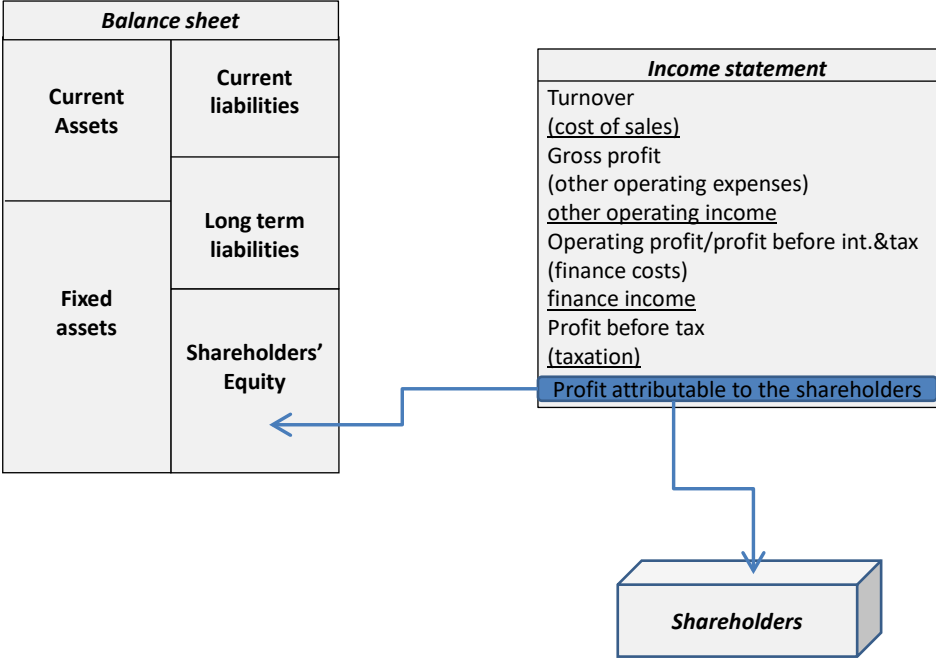 Balance sheet
Current
Assets
Current
liabilities
Long term
liabilities
Fixed
assets
Shareholders’
Equity
Income statement
Turnover
(cost of sales)
Gross profit
(other operating expenses)
other operating income
Operating profit/profit before int.&tax
(finance costs)
finance income
Profit before tax
(taxation)
Profit attributable to the shareholders
Shareholders